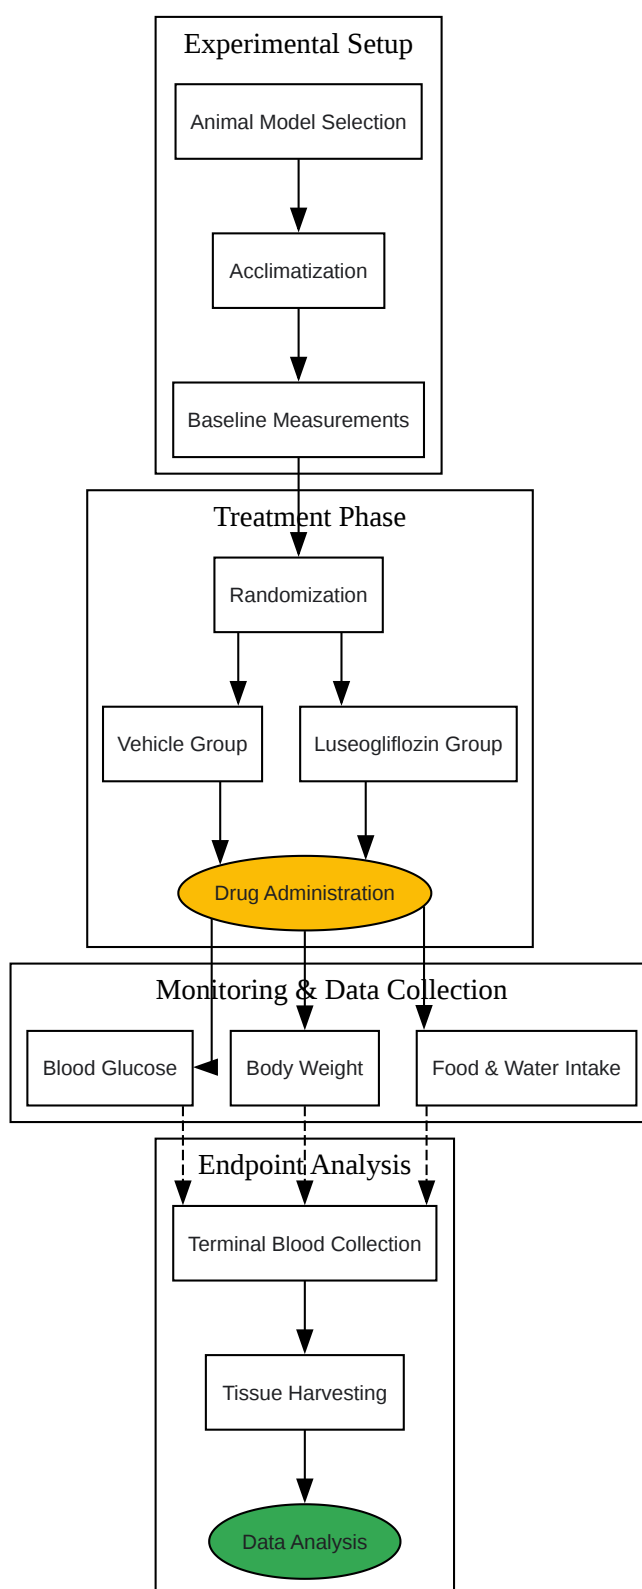 Experimental Setup
Animal Model Selection
Acclimatization
Baseline Measurements
Treatment Phase
Randomization
Vehicle Group
Luseogliflozin Group
Drug Administration
Monitoring & Data Collection
Blood Glucose
Body Weight
Food & Water Intake
Endpoint Analysis
Terminal Blood Collection
Tissue Harvesting
Data Analysis